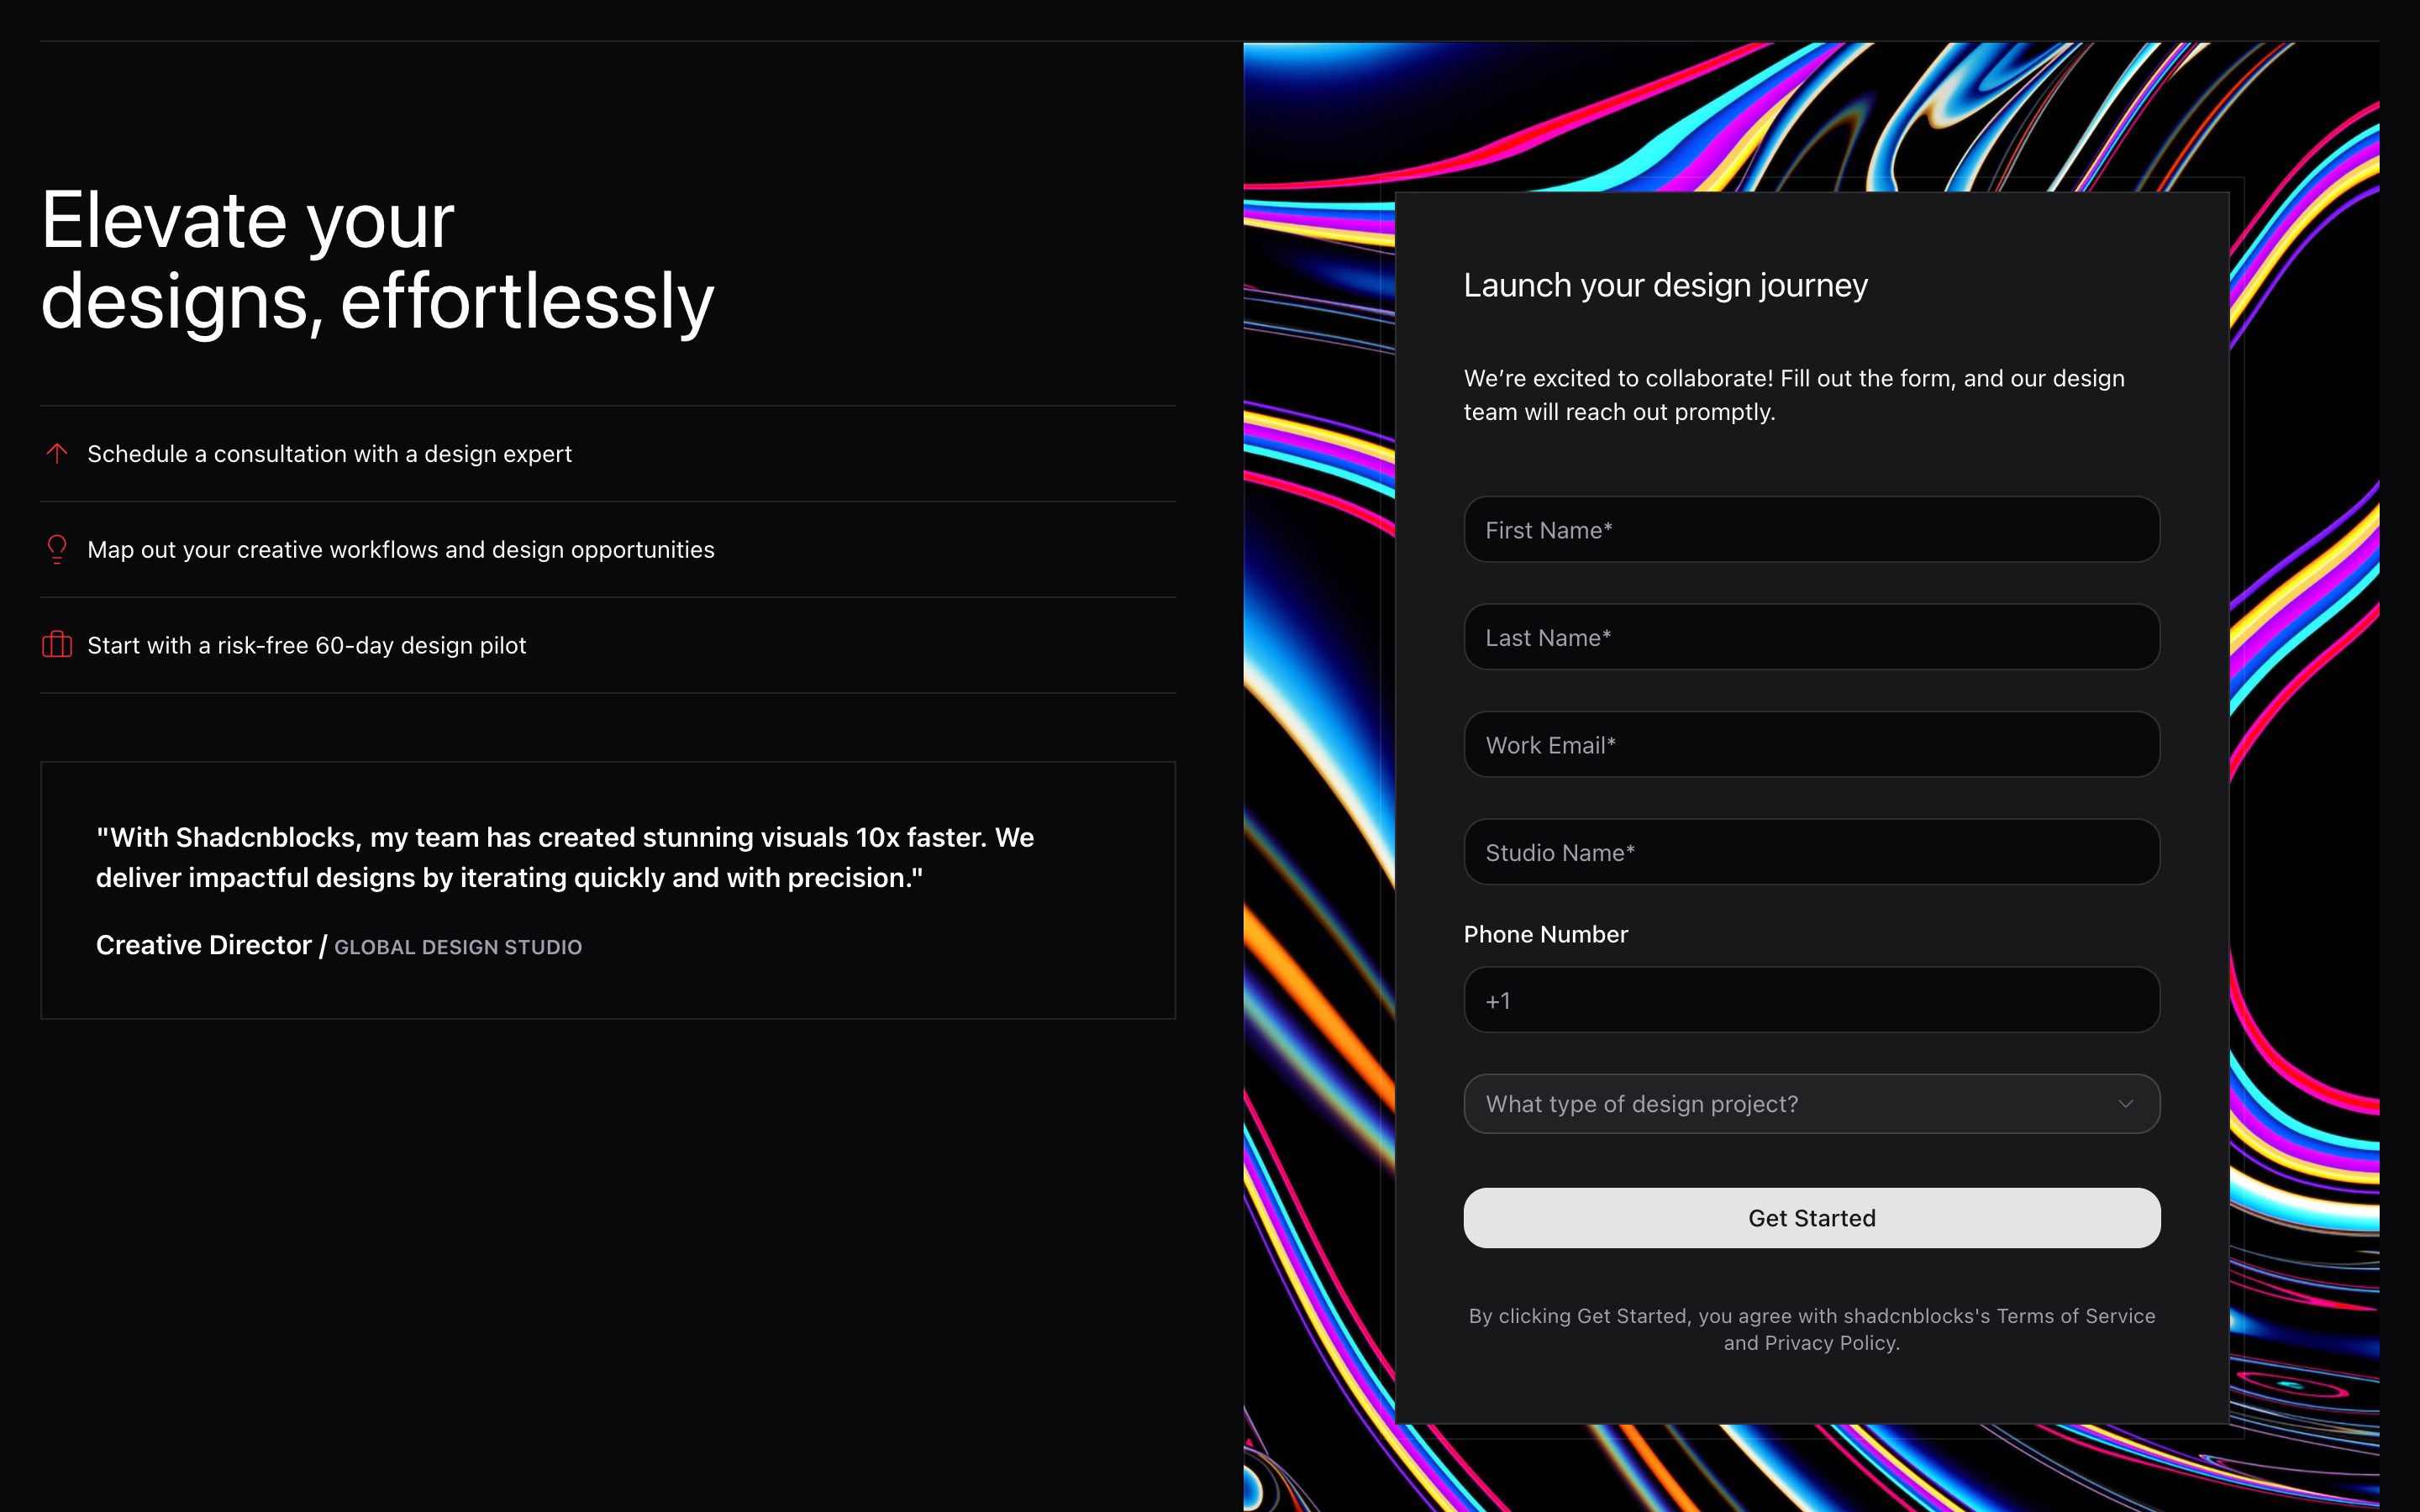 Elevate your
designs, effortlessly
Schedule a consultation with a design expert
Map out your creative workflows and design opportunities
Start with a risk-free 60-day design pilot
"With Shadcnblocks, my team has created stunning visuals 10x faster. We
deliver impactful designs by iterating quickly and with precision."
Creative Director / GLOBAL DESIGN STUDIO
Launch your design journey
We’re excited to collaborate! Fill out the form, and our design
team will reach out promptly.
First Name*
Last Name*
Work Email*
Studio Name*
Phone Number
+1
What type of design project?
Get Started
By clicking Get Started, you agree with shadcnblocks's Terms of Service
and Privacy Policy.